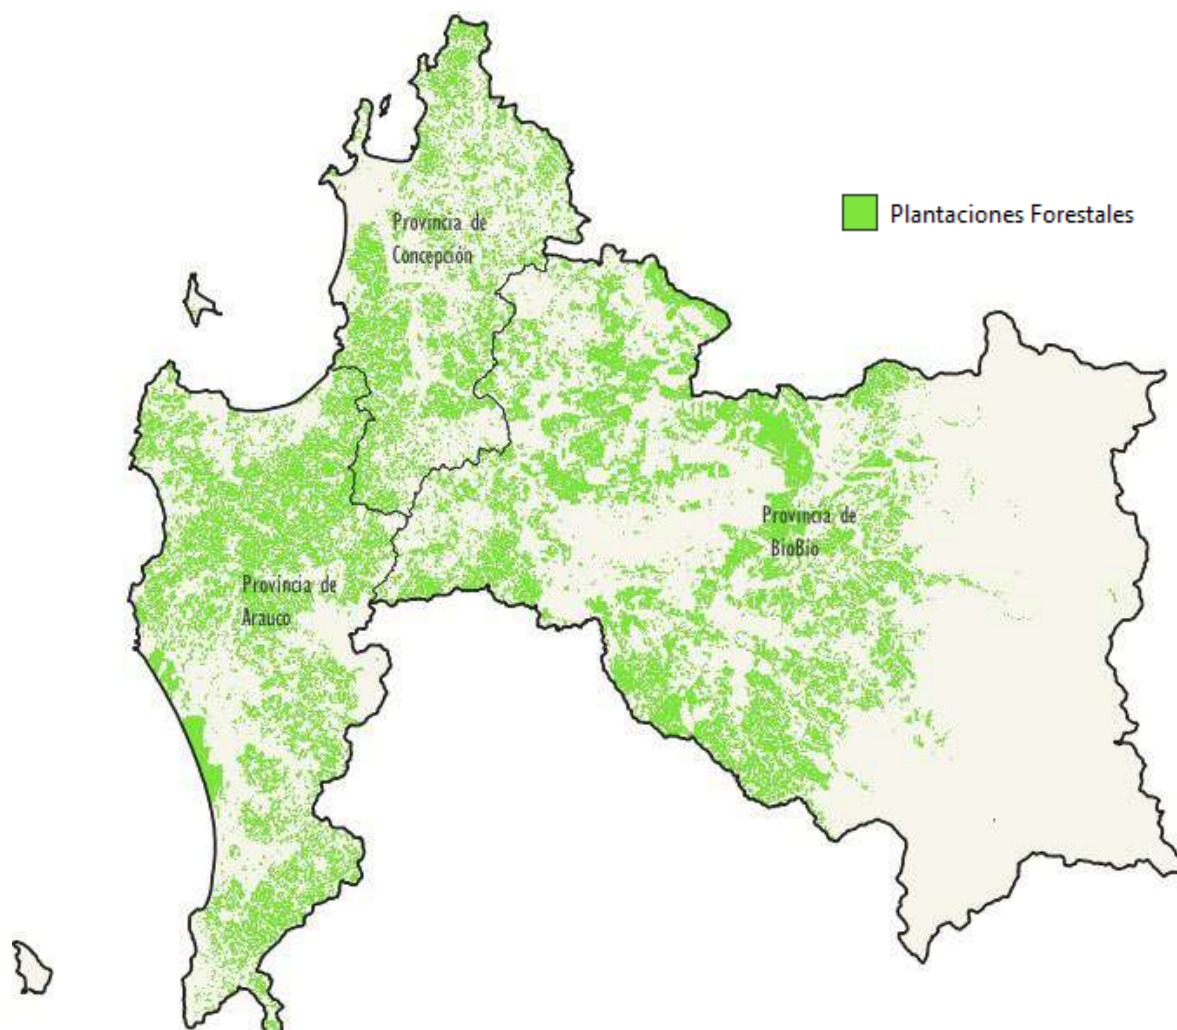 Plantaciones Forestales
Provincia de
Concepción
Provincia de
BioBio
Provincia de
Arauco